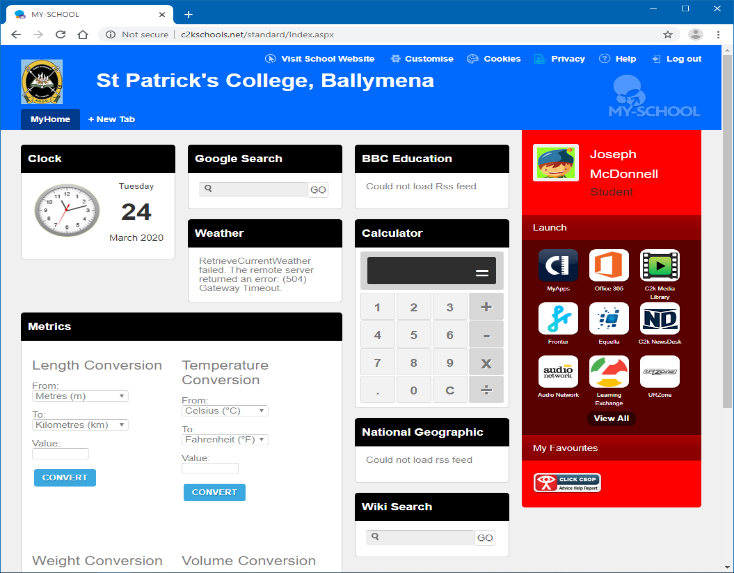 MY-SCHOOL
Not secure | c2kschools.net/standard/Index.aspx
Visit School Website Customise Cookies Privacy Help Log out
St Patrick's College, Ballymena
MY-SCHOOL
MyHome + New Tab
Clock
Tuesday
24
March 2020
Google Search
GO
Weather
RetrieveCurrentWeather
failed. The remote server
returned an error: (504)
Gateway Timeout.
BBC Education
Could not load Rss feed
Calculator
=
1 2 3 +
4 5 6 -
7 8 9 x
. 0 C ÷
Metrics
Length Conversion
From:
Metres (m)
To:
Kilometres (km)
Value:
CONVERT
Temperature
Conversion
From:
Celsius (°C)
To
Fahrenheit (°F)
Value:
CONVERT
Weight Conversion
Volume Conversion
National Geographic
Could not load rss feed
Wiki Search
GO
Joseph
McDonnell
Student
Launch
MyApps
Office 365
C2k Media
Library
Fronter
Equella
ND
C2k NewsDesk
audio
network
Audio Network
Learning
Exchange
URZone
View All
My Favourites
CLICK CEOP
Advice Help Report